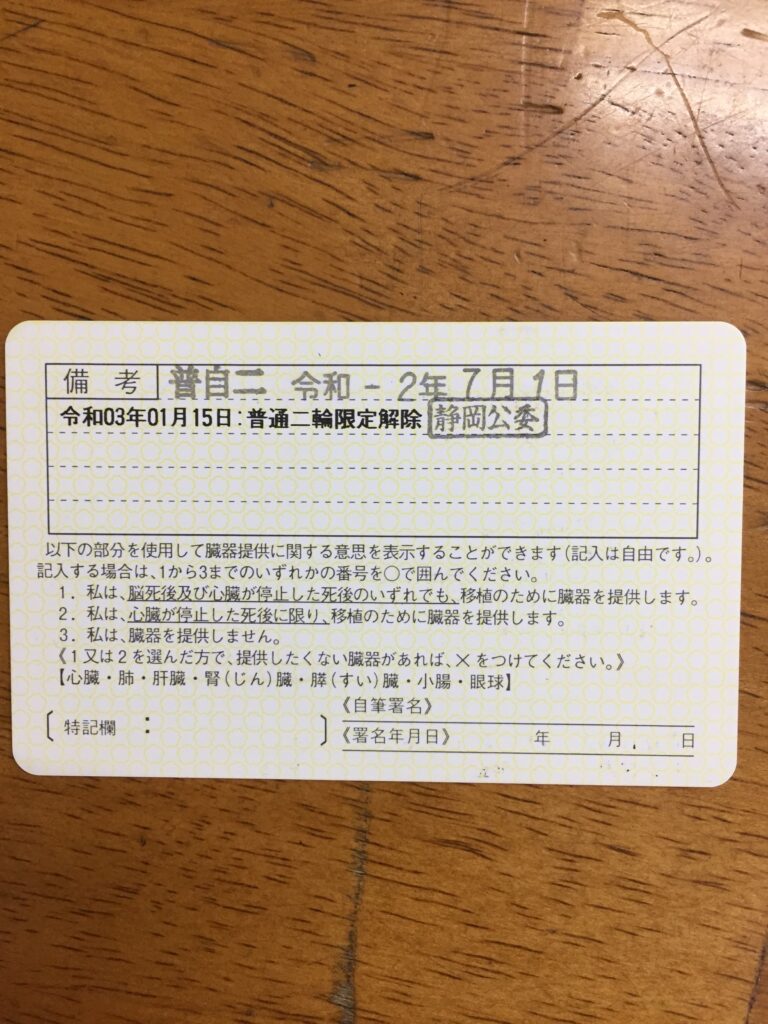 備考 普自二 令和 - 2年 7月 1日
令和03年01月15日:普通二輪限定解除 静岡公委
以下の部分を使用して臓器提供に関する意思を表示することができます(記入は自由です。)。
記入する場合は、1から3までのいずれかの番号を○で囲んでください。
1. 私は、脳死後及び心臓が停止した死後のいずれでも、移植のために臓器を提供します。
2. 私は、心臓が停止した死後に限り、移植のために臓器を提供します。
3. 私は、臓器を提供しません。
《1又は2を選んだ方で、提供したくない臓器があれば、×をつけてください。》
【心臓・肺・肝臓・腎(じん)臓・膵(すい)臓・小腸・眼球】
〔特記欄 : 〕
《自筆署名》
《署名年月日》 年 月 日